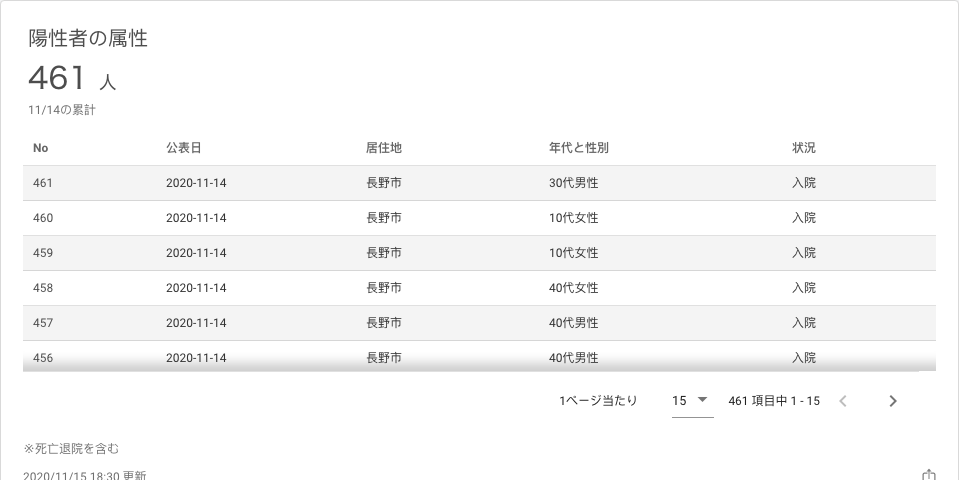 陽性者の属性
461 人
11/14の累計
No 公表日 居住地 年代と性別 状況
461 2020-11-14 長野市 30代男性 入院
460 2020-11-14 長野市 10代女性 入院
459 2020-11-14 長野市 10代女性 入院
458 2020-11-14 長野市 40代女性 入院
457 2020-11-14 長野市 40代男性 入院
456 2020-11-14 長野市 40代男性 入院
1ページ当たり 15 461 項目中 1 - 15
※死亡退院を含む
2020/11/15 18:30 更新